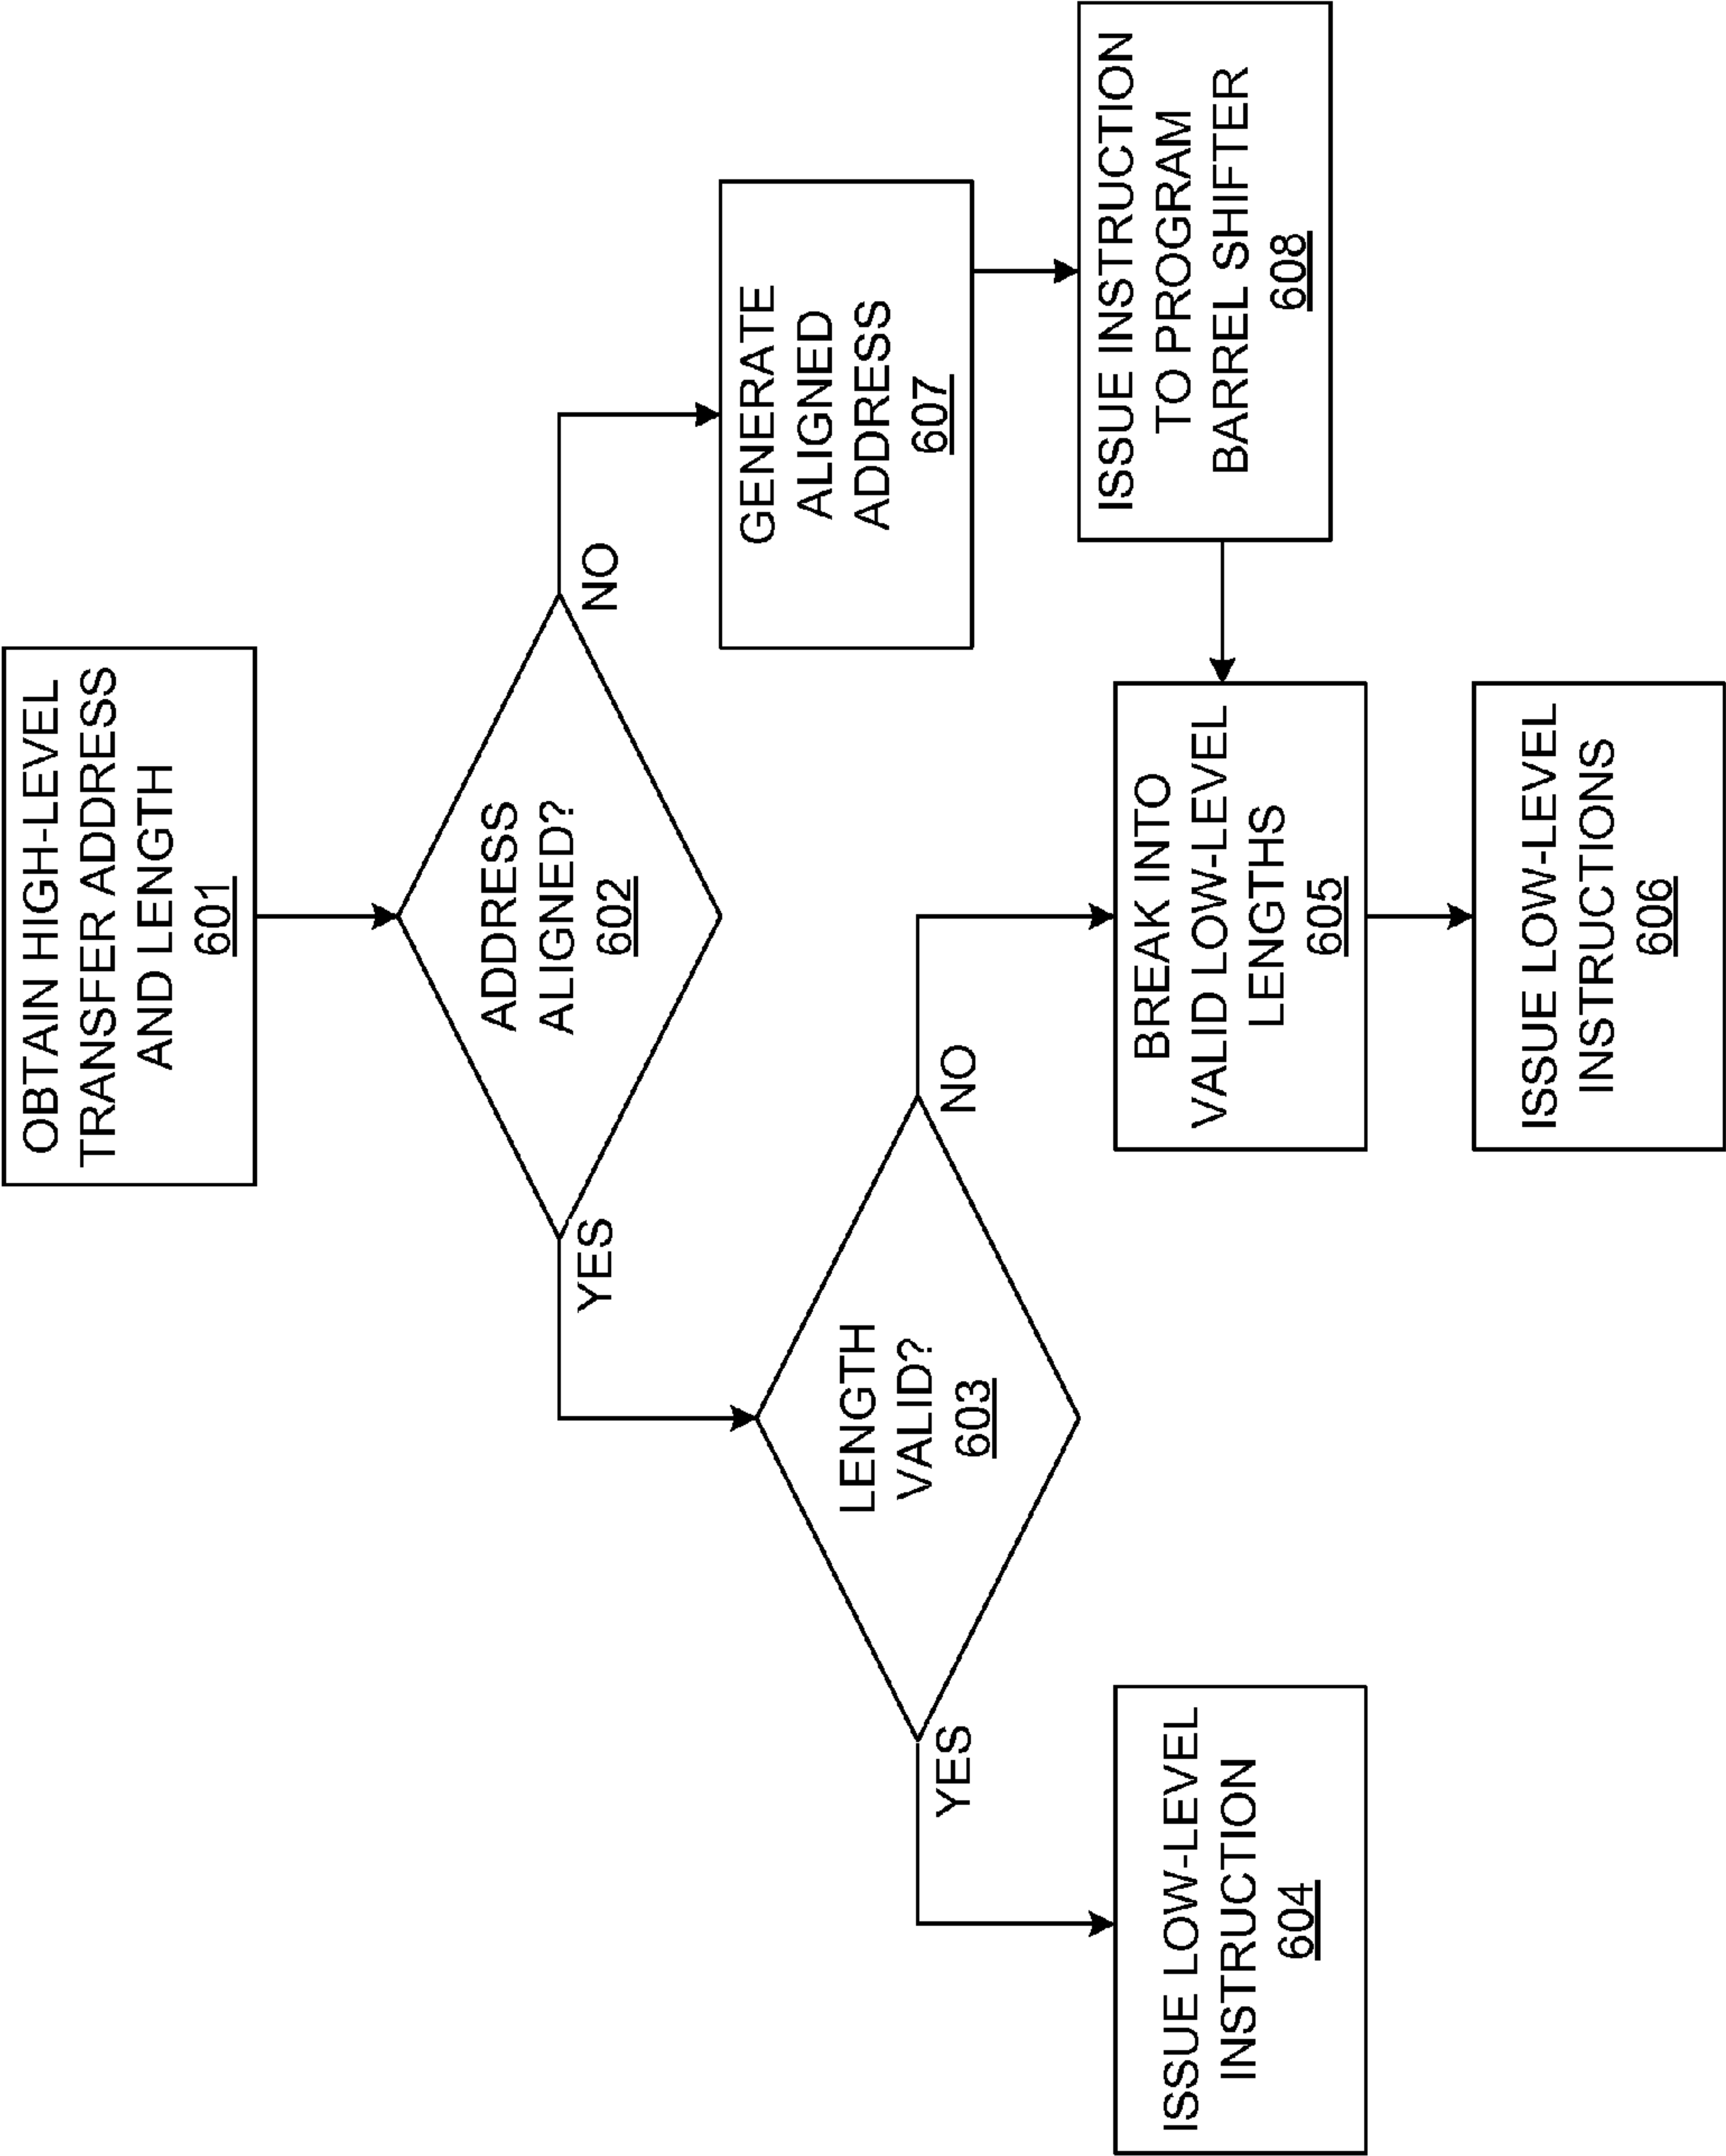 OBTAIN HIGH-LEVEL
TRANSFER ADDRESS
AND LENGTH
601
ADDRESS
ALIGNED?
602
YES
NO
LENGTH
VALID?
603
YES
NO
ISSUE LOW-LEVEL
INSTRUCTION
604
BREAK INTO
VALID LOW-LEVEL
LENGTHS
605
ISSUE LOW-LEVEL
INSTRUCTIONS
606
GENERATE
ALIGNED
ADDRESS
607
ISSUE INSTRUCTION
TO PROGRAM
BARREL SHIFTER
608